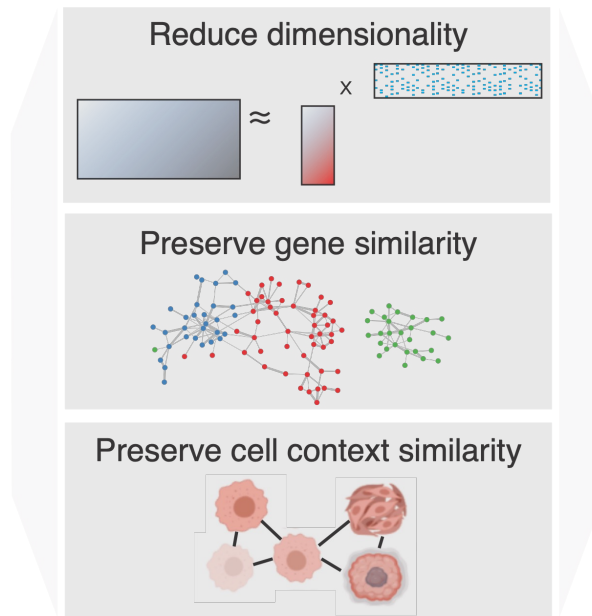 Reduce dimensionality
≈
x
Preserve gene similarity
Preserve cell context similarity